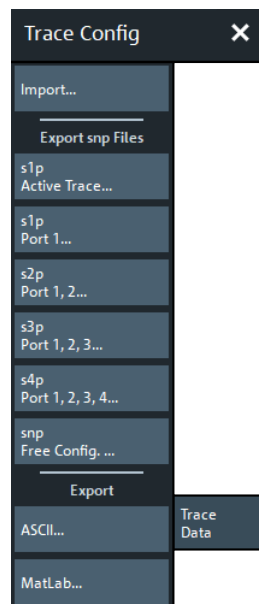 Trace Config
Import...
Export snp Files
s1p
Active Trace...
s1p
Port 1...
s2p
Port 1, 2...
s3p
Port 1, 2, 3...
s4p
Port 1, 2, 3, 4...
snp
Free Config. ...
Export
ASCII...
Trace
Data
MatLab...